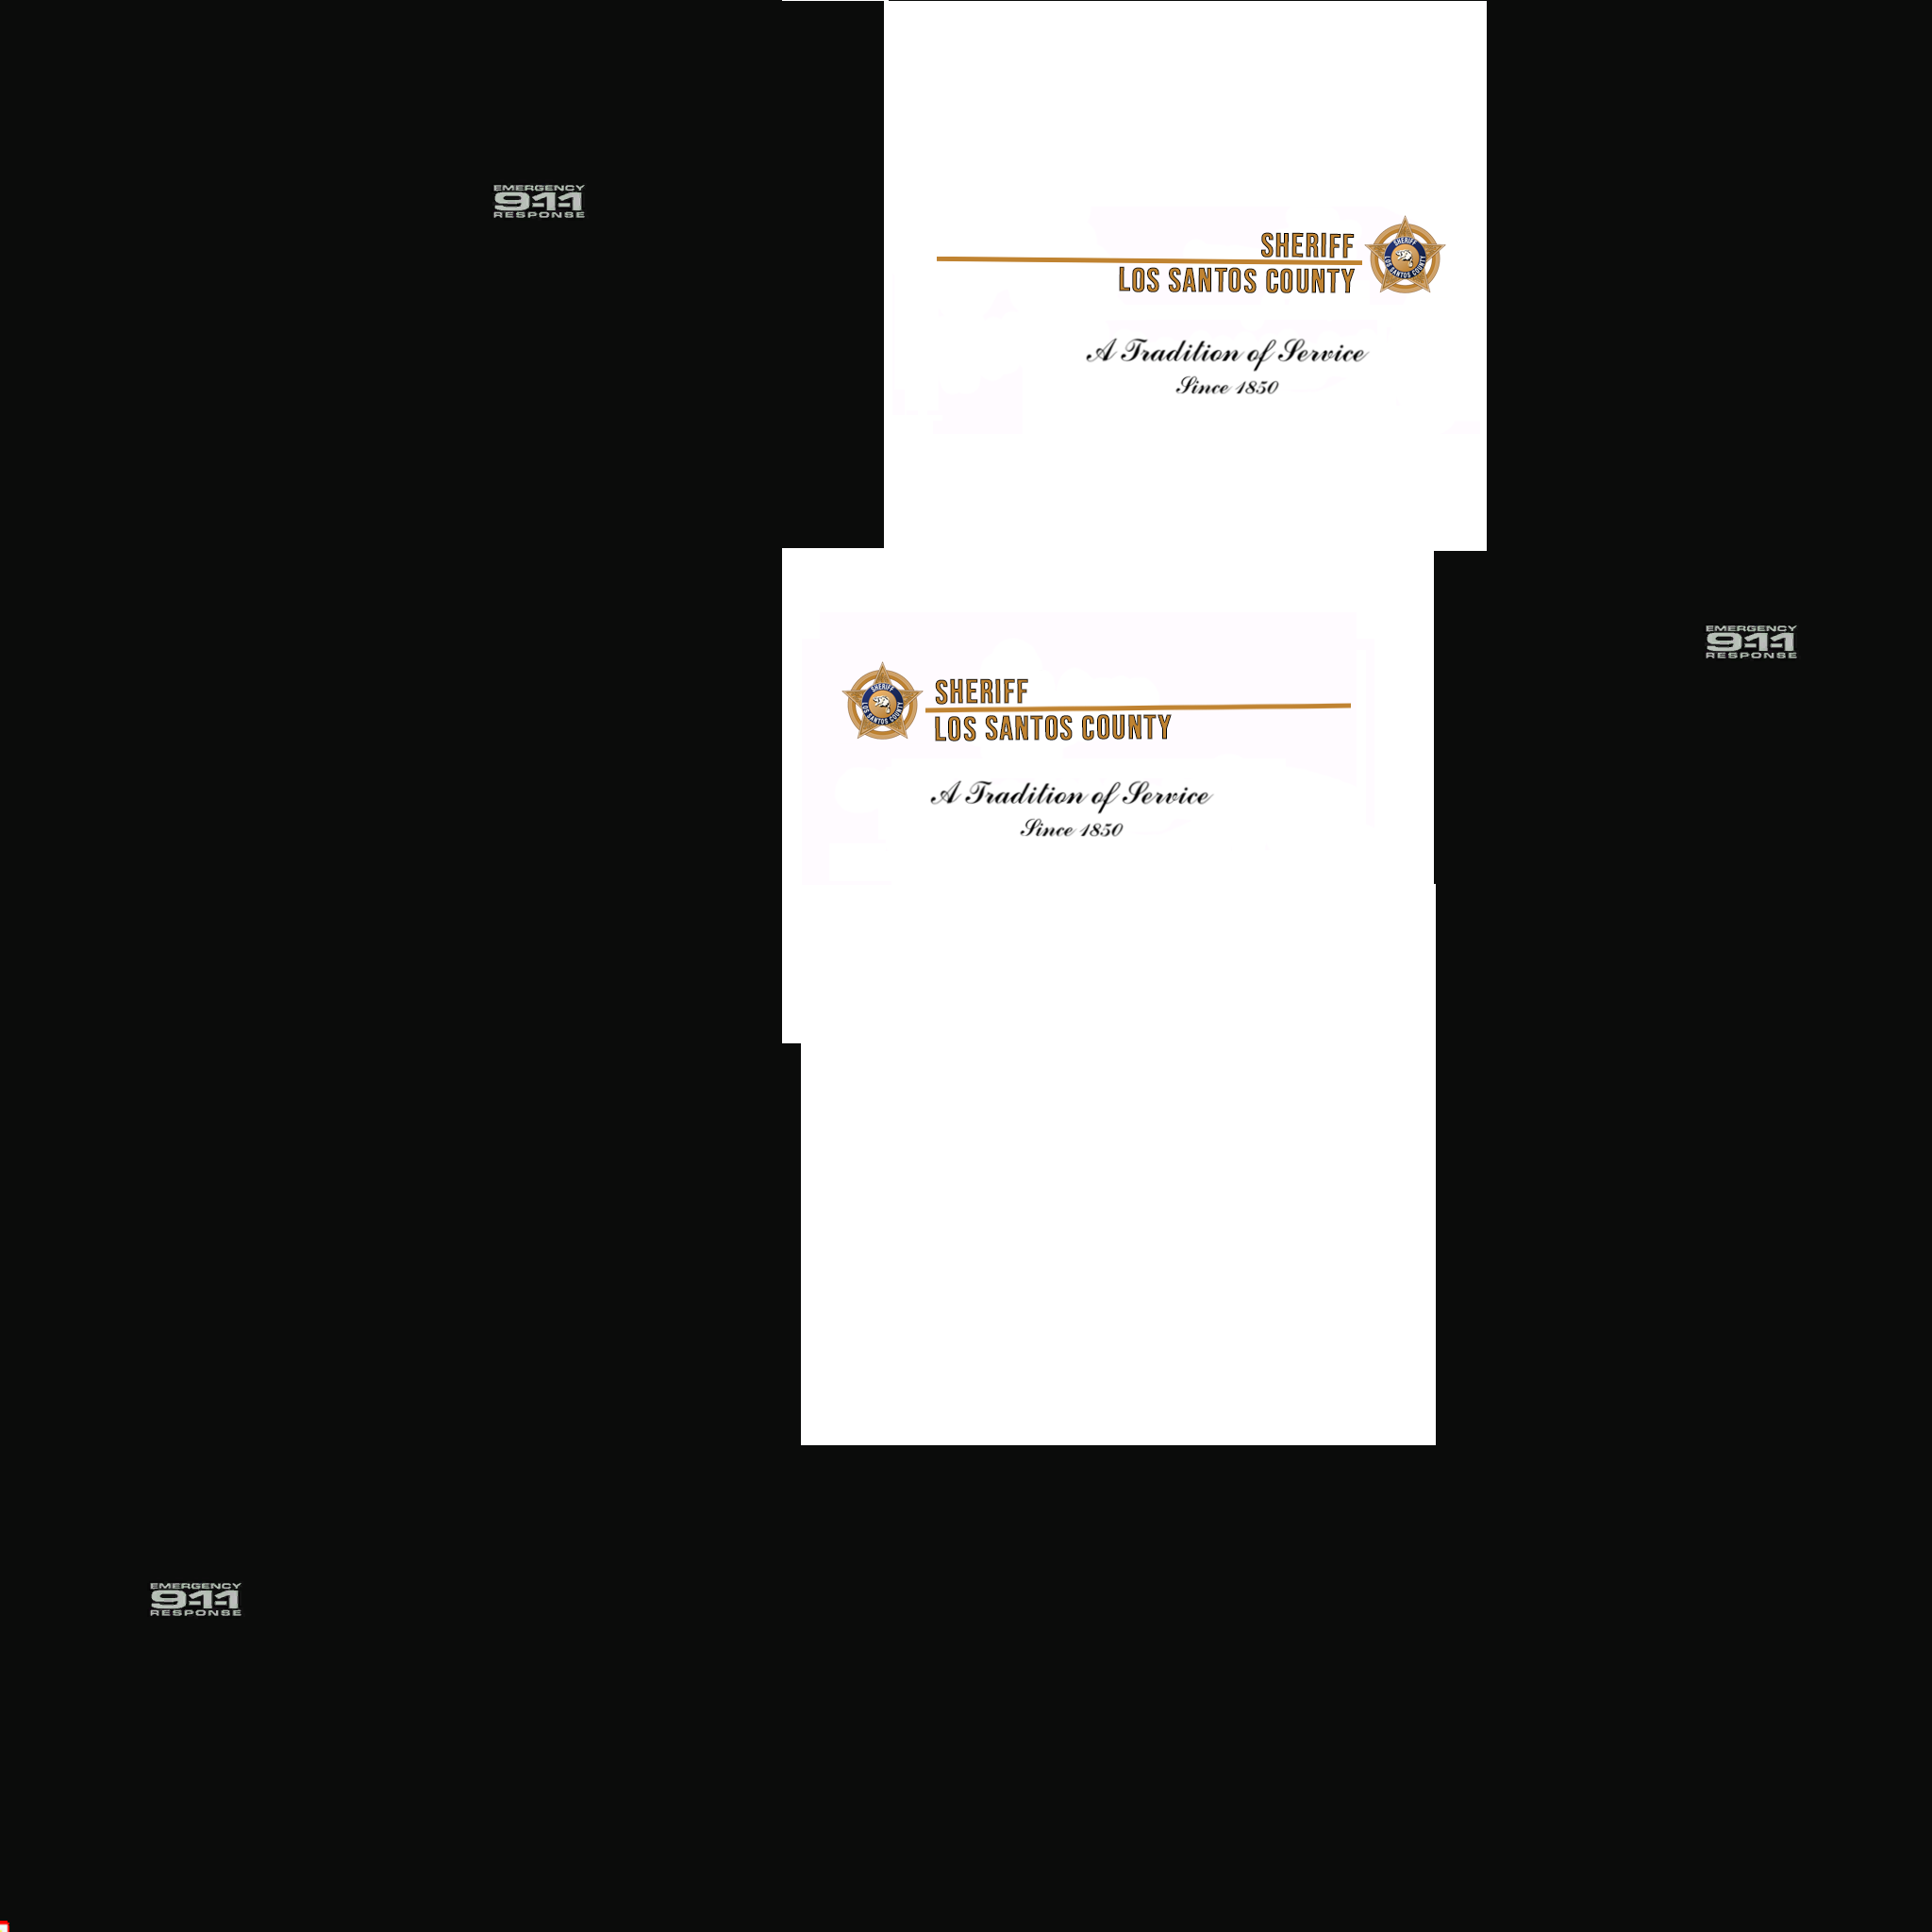 EMERGENCY
911
RESPONSE
SHERIFF
LOS SANTOS COUNTY
SHERIFF
LOS SANTOS COUNTY
A Tradition of Service
Since 1850
EMERGENCY
911
RESPONSE
SHERIFF
LOS SANTOS COUNTY
SHERIFF
LOS SANTOS COUNTY
A Tradition of Service
Since 1850
EMERGENCY
911
RESPONSE